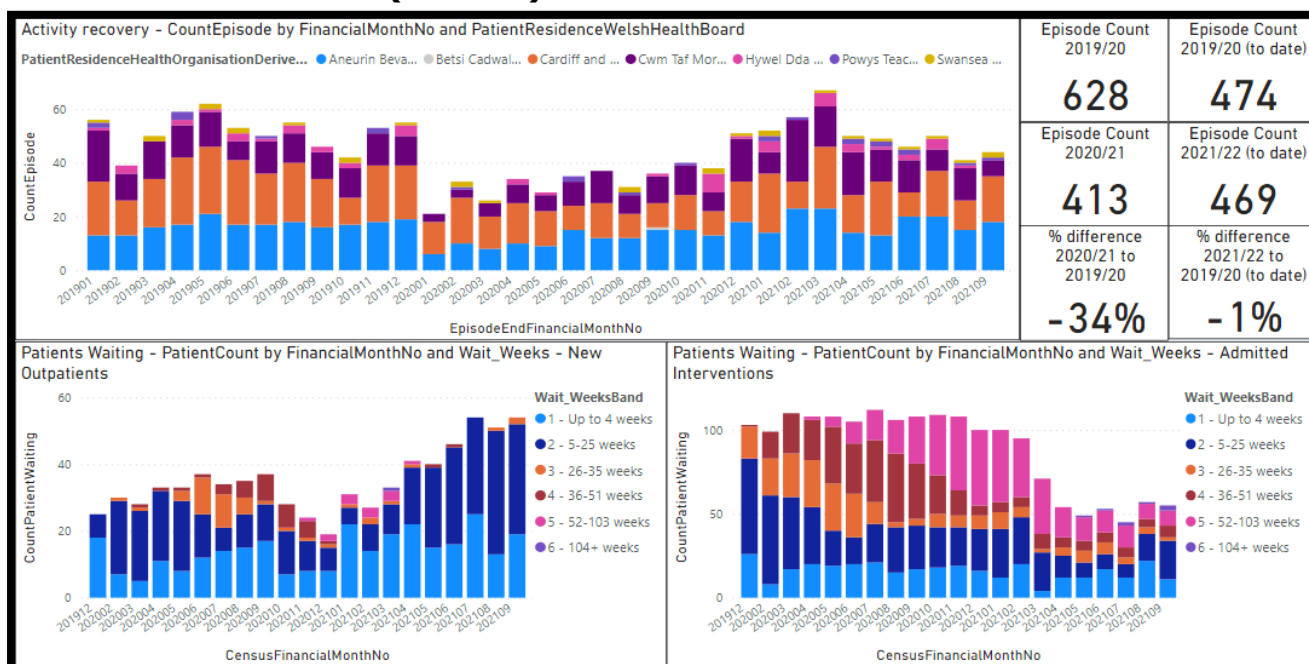 Activity recovery - CountEpisode by FinancialMonthNo and PatientResidenceWelshHealthBoard
PatientResidenceHealthOrganisationDerive... Aneurin Beva... Betsi Cadwal... Cardiff and ... Cwm Taf Mor... Hywel Dda ... Powys Teac... Swansea ...
CountEpisode
60
40
20
0
201901 201902 201903 201904 201905 201906 201907 201908 201909 201910 201911 201912 202001 202002 202003 202004 202005 202006 202007 202008 202009 202010 202011 202012 202101 202102 202103 202104 202105 202106 202107 202108 202109
EpisodeEndFinancialMonthNo
Episode Count
2019/20
628
Episode Count
2019/20 (to date)
474
Episode Count
2020/21
413
Episode Count
2021/22 (to date)
469
% difference
2020/21 to
2019/20
-34%
% difference
2021/22 to
2019/20 (to date)
-1%
Patients Waiting - PatientCount by FinancialMonthNo and Wait_Weeks - New
Outpatients
CountPatientWaiting
60
40
20
0
201912 202002 202003 202004 202005 202006 202007 202008 202009 202010 202011 202012 202101 202102 202103 202104 202105 202106 202107 202108 202109
CensusFinancialMonthNo
Wait_WeeksBand
1 - Up to 4 weeks
2 - 5-25 weeks
3 - 26-35 weeks
4 - 36-51 weeks
5 - 52-103 weeks
6 - 104+ weeks
Patients Waiting - PatientCount by FinancialMonthNo and Wait_Weeks - Admitted
Interventions
CountPatientWaiting
100
50
0
201912 202002 202003 202004 202005 202006 202007 202008 202009 202010 202011 202012 202101 202102 202103 202104 202105 202106 202107 202108 202109
CensusFinancialMonthNo
Wait_WeeksBand
1 - Up to 4 weeks
2 - 5-25 weeks
3 - 26-35 weeks
4 - 36-51 weeks
5 - 52-103 weeks
6 - 104+ weeks